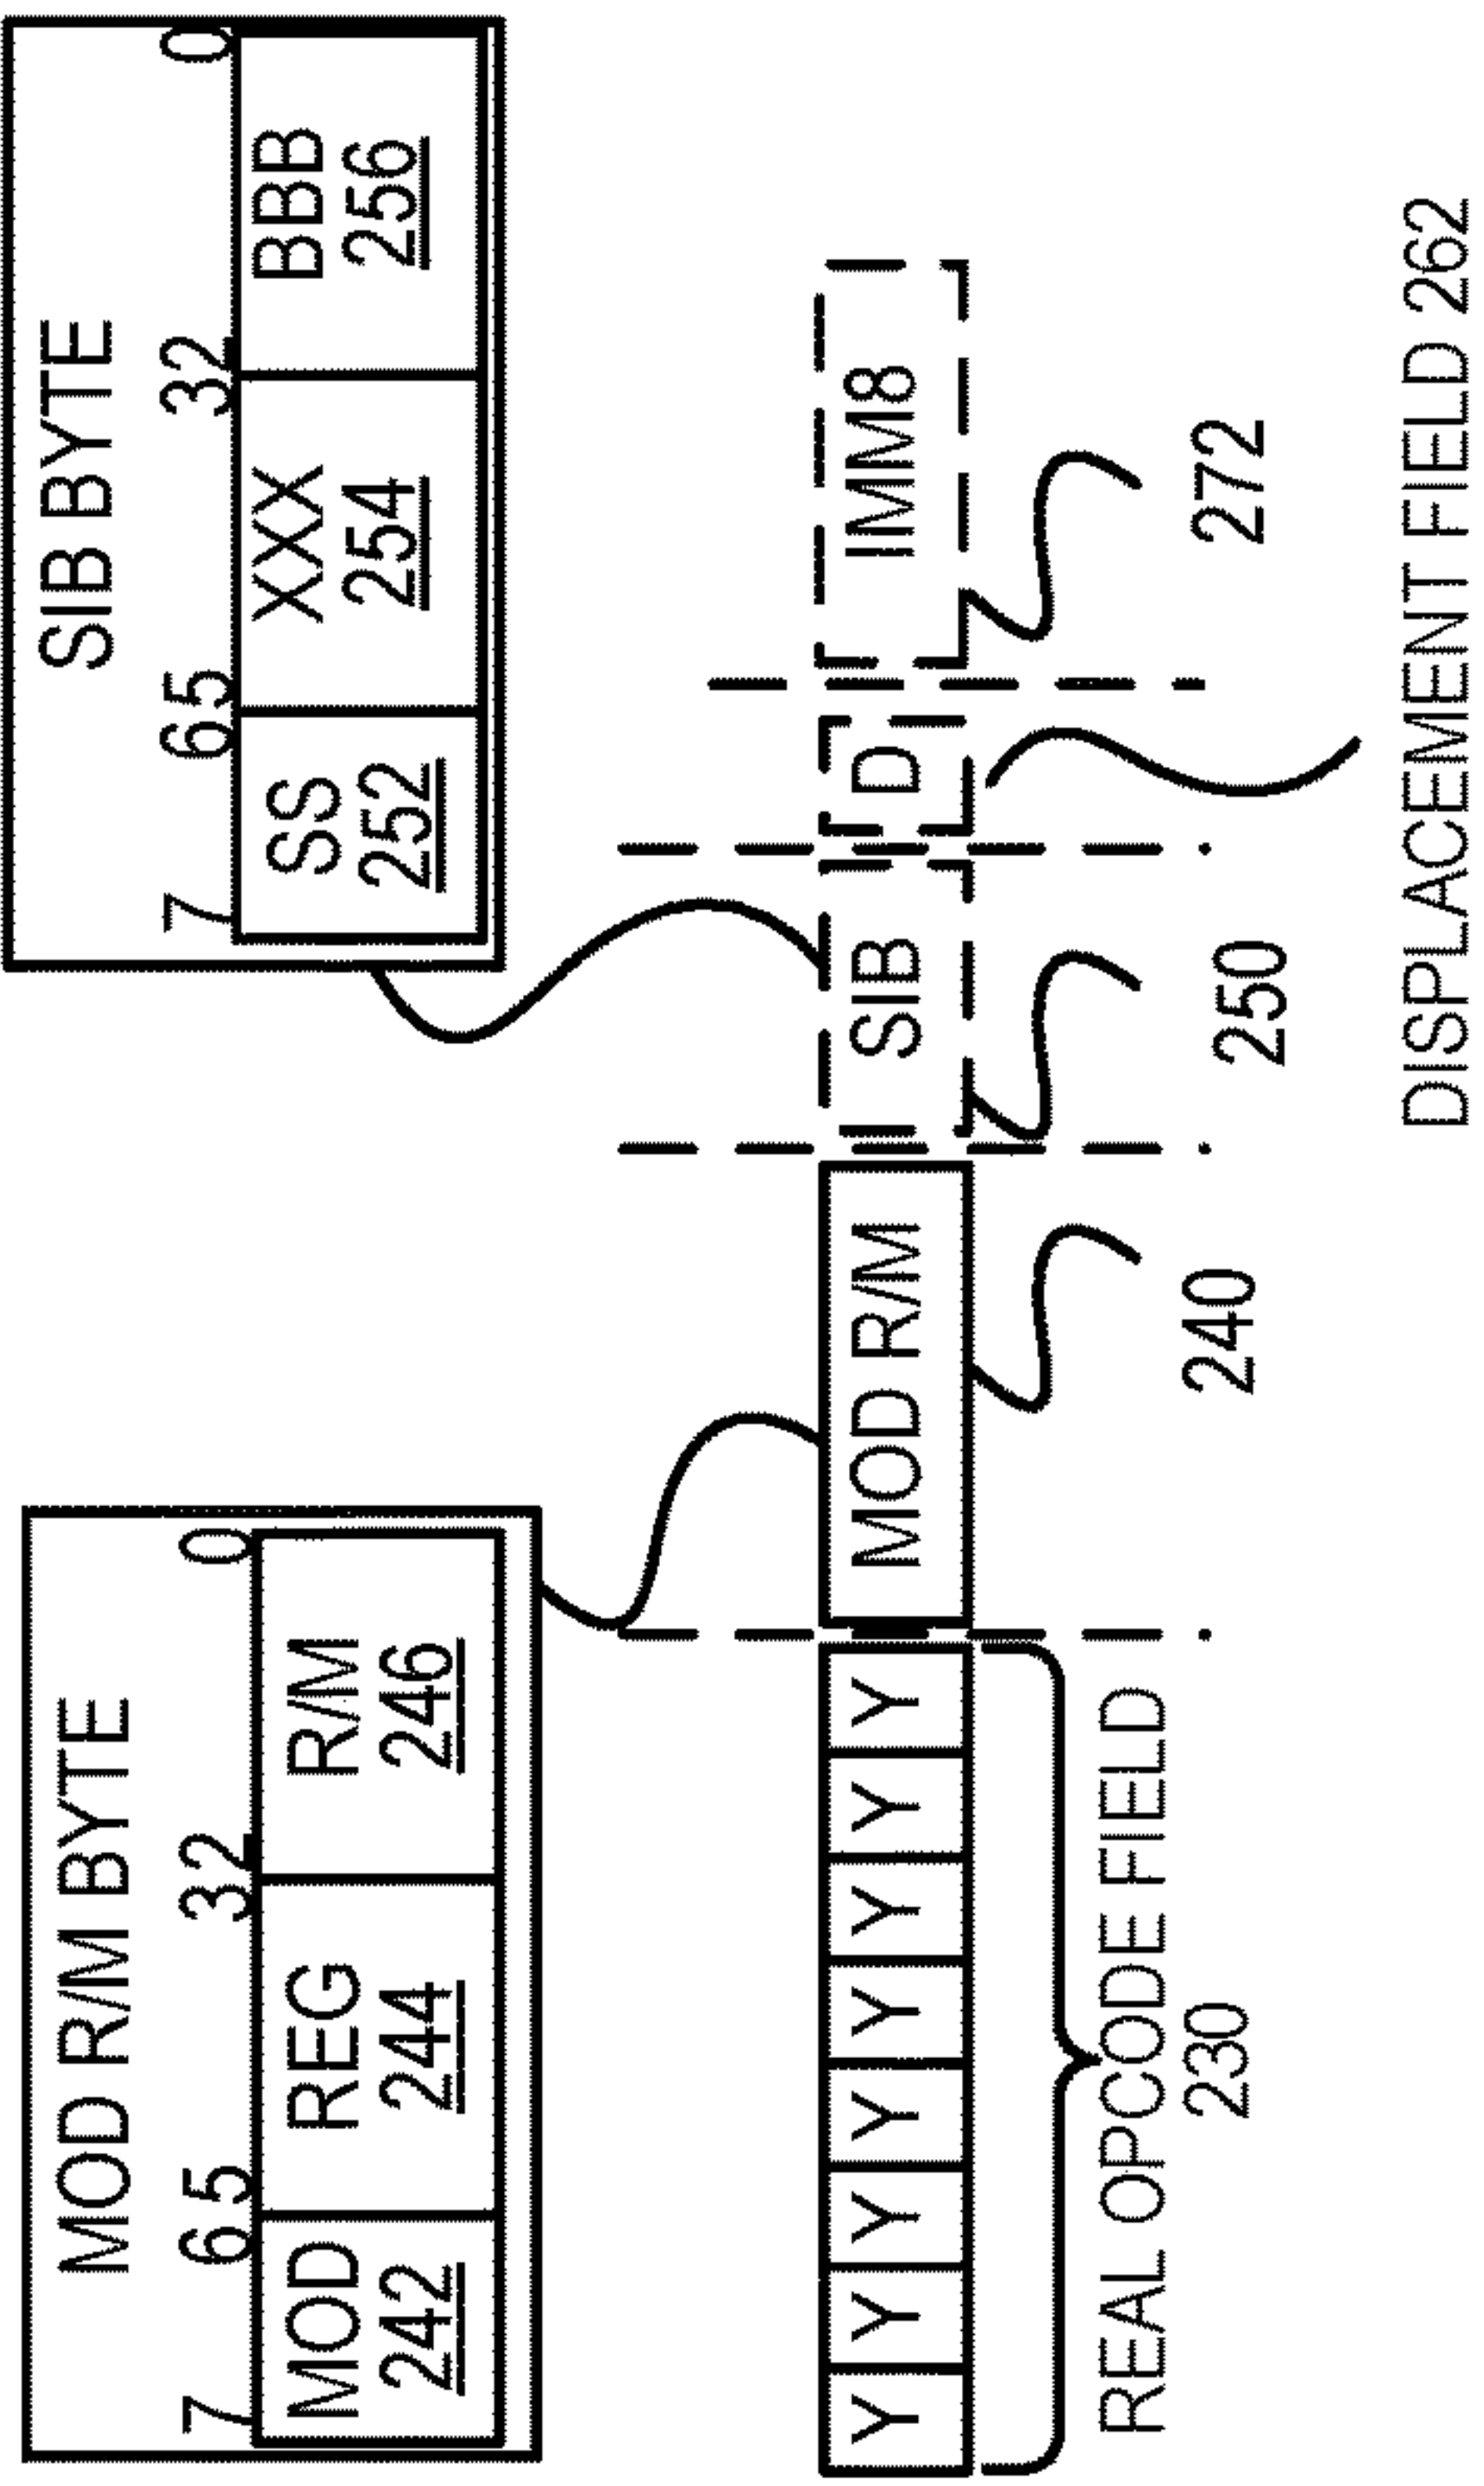 MOD R/M BYTE
7 6 5 3 2 0
MOD REG R/M
242 244 246
SIB BYTE
7 6 5 3 2 0
SS XXX BBB
252 254 256
Y Y Y Y Y Y Y Y MOD R/M SIB D IMM8
REAL OPCODE FIELD
230
240
250
272
DISPLACEMENT FIELD 262